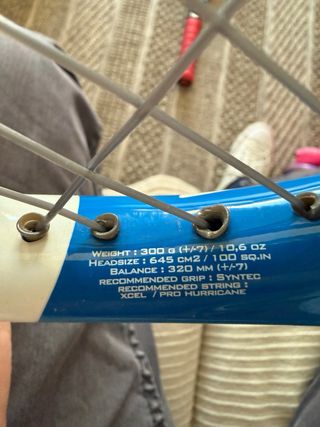 WEIGHT : 300 G (+/-7) / 10,6 OZ
HEADSIZE : 645 CM2 / 100 SQ.IN
BALANCE : 320 MM (+/-7)
RECOMMENDED GRIP : SYNTEC
RECOMMENDED STRING :
XCEL / PRO HURRICANE